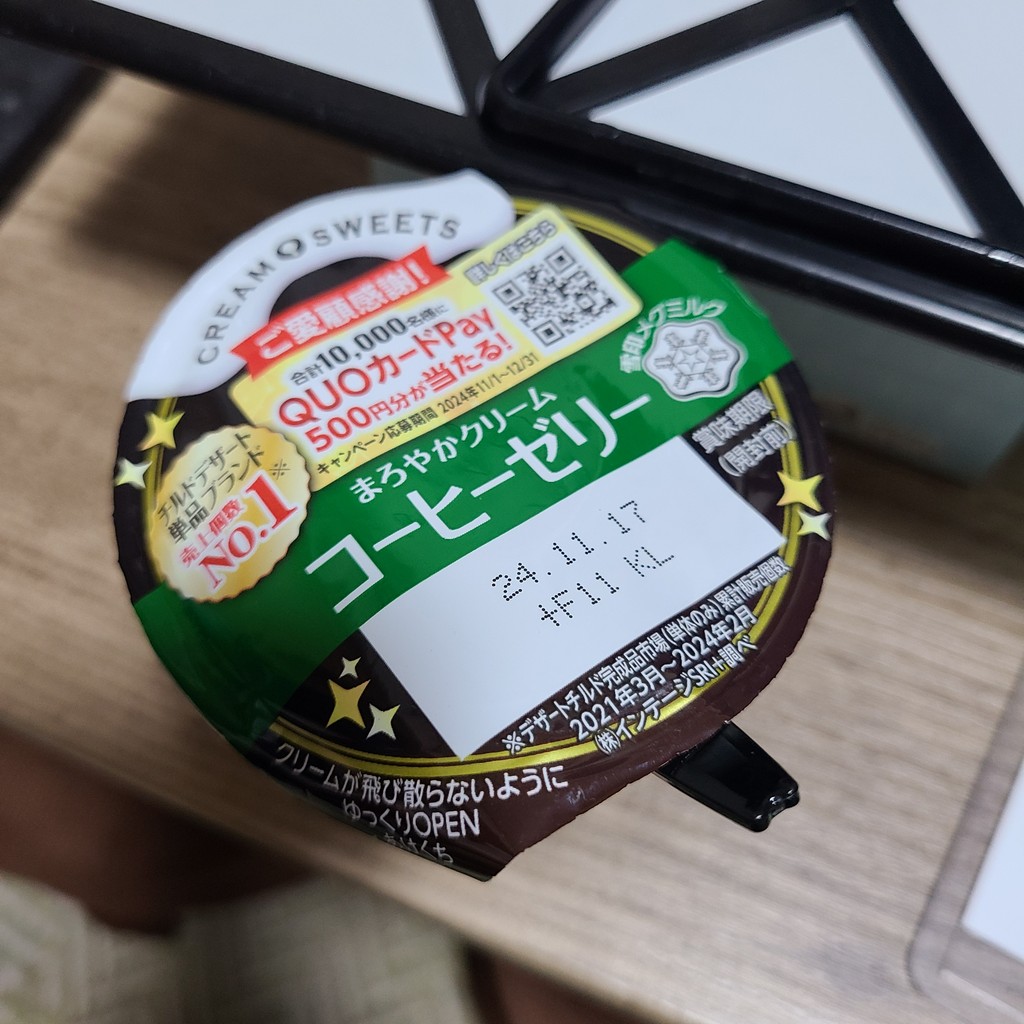 CREAM SWEETS
ご愛顧感謝!
合計10,000名様に
QUOカードPay
500円分が当たる!
キャンペーン応募期間 2024年11/1~12/31
詳しくはこちら
雪印メグミルク
チルドデザート
単品ブランド※
売上個数
NO.1
まろやかクリーム
コーヒーゼリー
賞味期限
(開封前)
24.11.17
+F11 KL
※デザートチルド完成品市場(単体のみ)累計販売個数
2021年3月~2024年2月
㈱インテージSRI+調べ
クリームが飛び散らないように
ゆっくりOPEN
あけくち